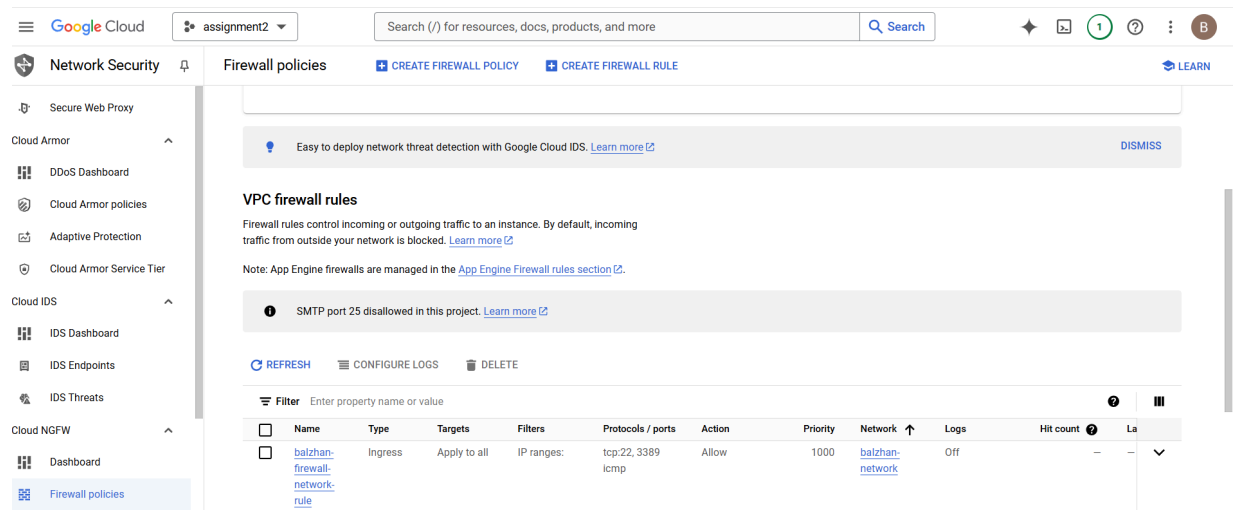 Google Cloud
assignment2
Search (/) for resources, docs, products, and more
Search
1
B
Network Security
Firewall policies
CREATE FIREWALL POLICY
CREATE FIREWALL RULE
LEARN
Secure Web Proxy
Cloud Armor
DDoS Dashboard
Cloud Armor policies
Adaptive Protection
Cloud Armor Service Tier
Cloud IDS
IDS Dashboard
IDS Endpoints
IDS Threats
Cloud NGFW
Dashboard
Firewall policies
Easy to deploy network threat detection with Google Cloud IDS. Learn more
DISMISS
VPC firewall rules
Firewall rules control incoming or outgoing traffic to an instance. By default, incoming
traffic from outside your network is blocked. Learn more
Note: App Engine firewalls are managed in the App Engine Firewall rules section.
SMTP port 25 disallowed in this project. Learn more
REFRESH
CONFIGURE LOGS
DELETE
Filter Enter property name or value
Name Type Targets Filters Protocols / ports Action Priority Network Logs Hit count La
balzhan- Ingress Apply to all IP ranges: tcp:22, 3389 Allow 1000 balzhan- Off – –
firewall- icmp network
network-
rule